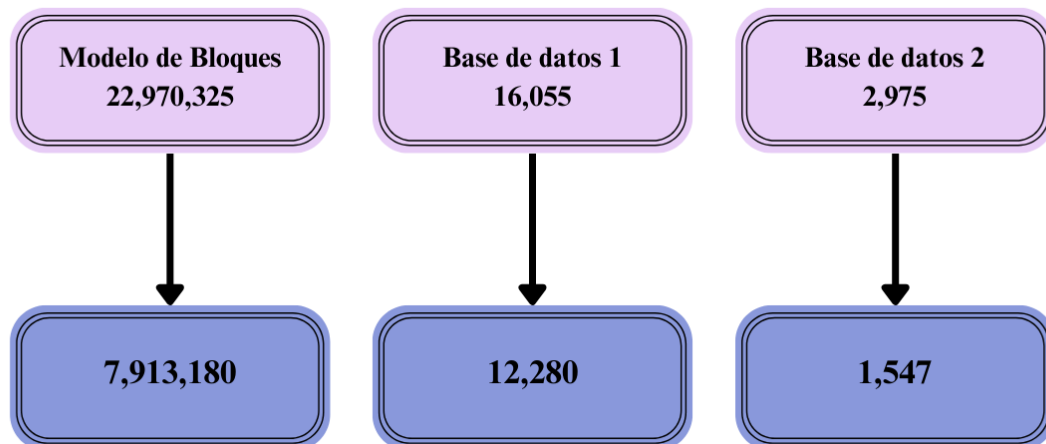 Modelo de Bloques
22,970,325
Base de datos 1
16,055
Base de datos 2
2,975
7,913,180
12,280
1,547